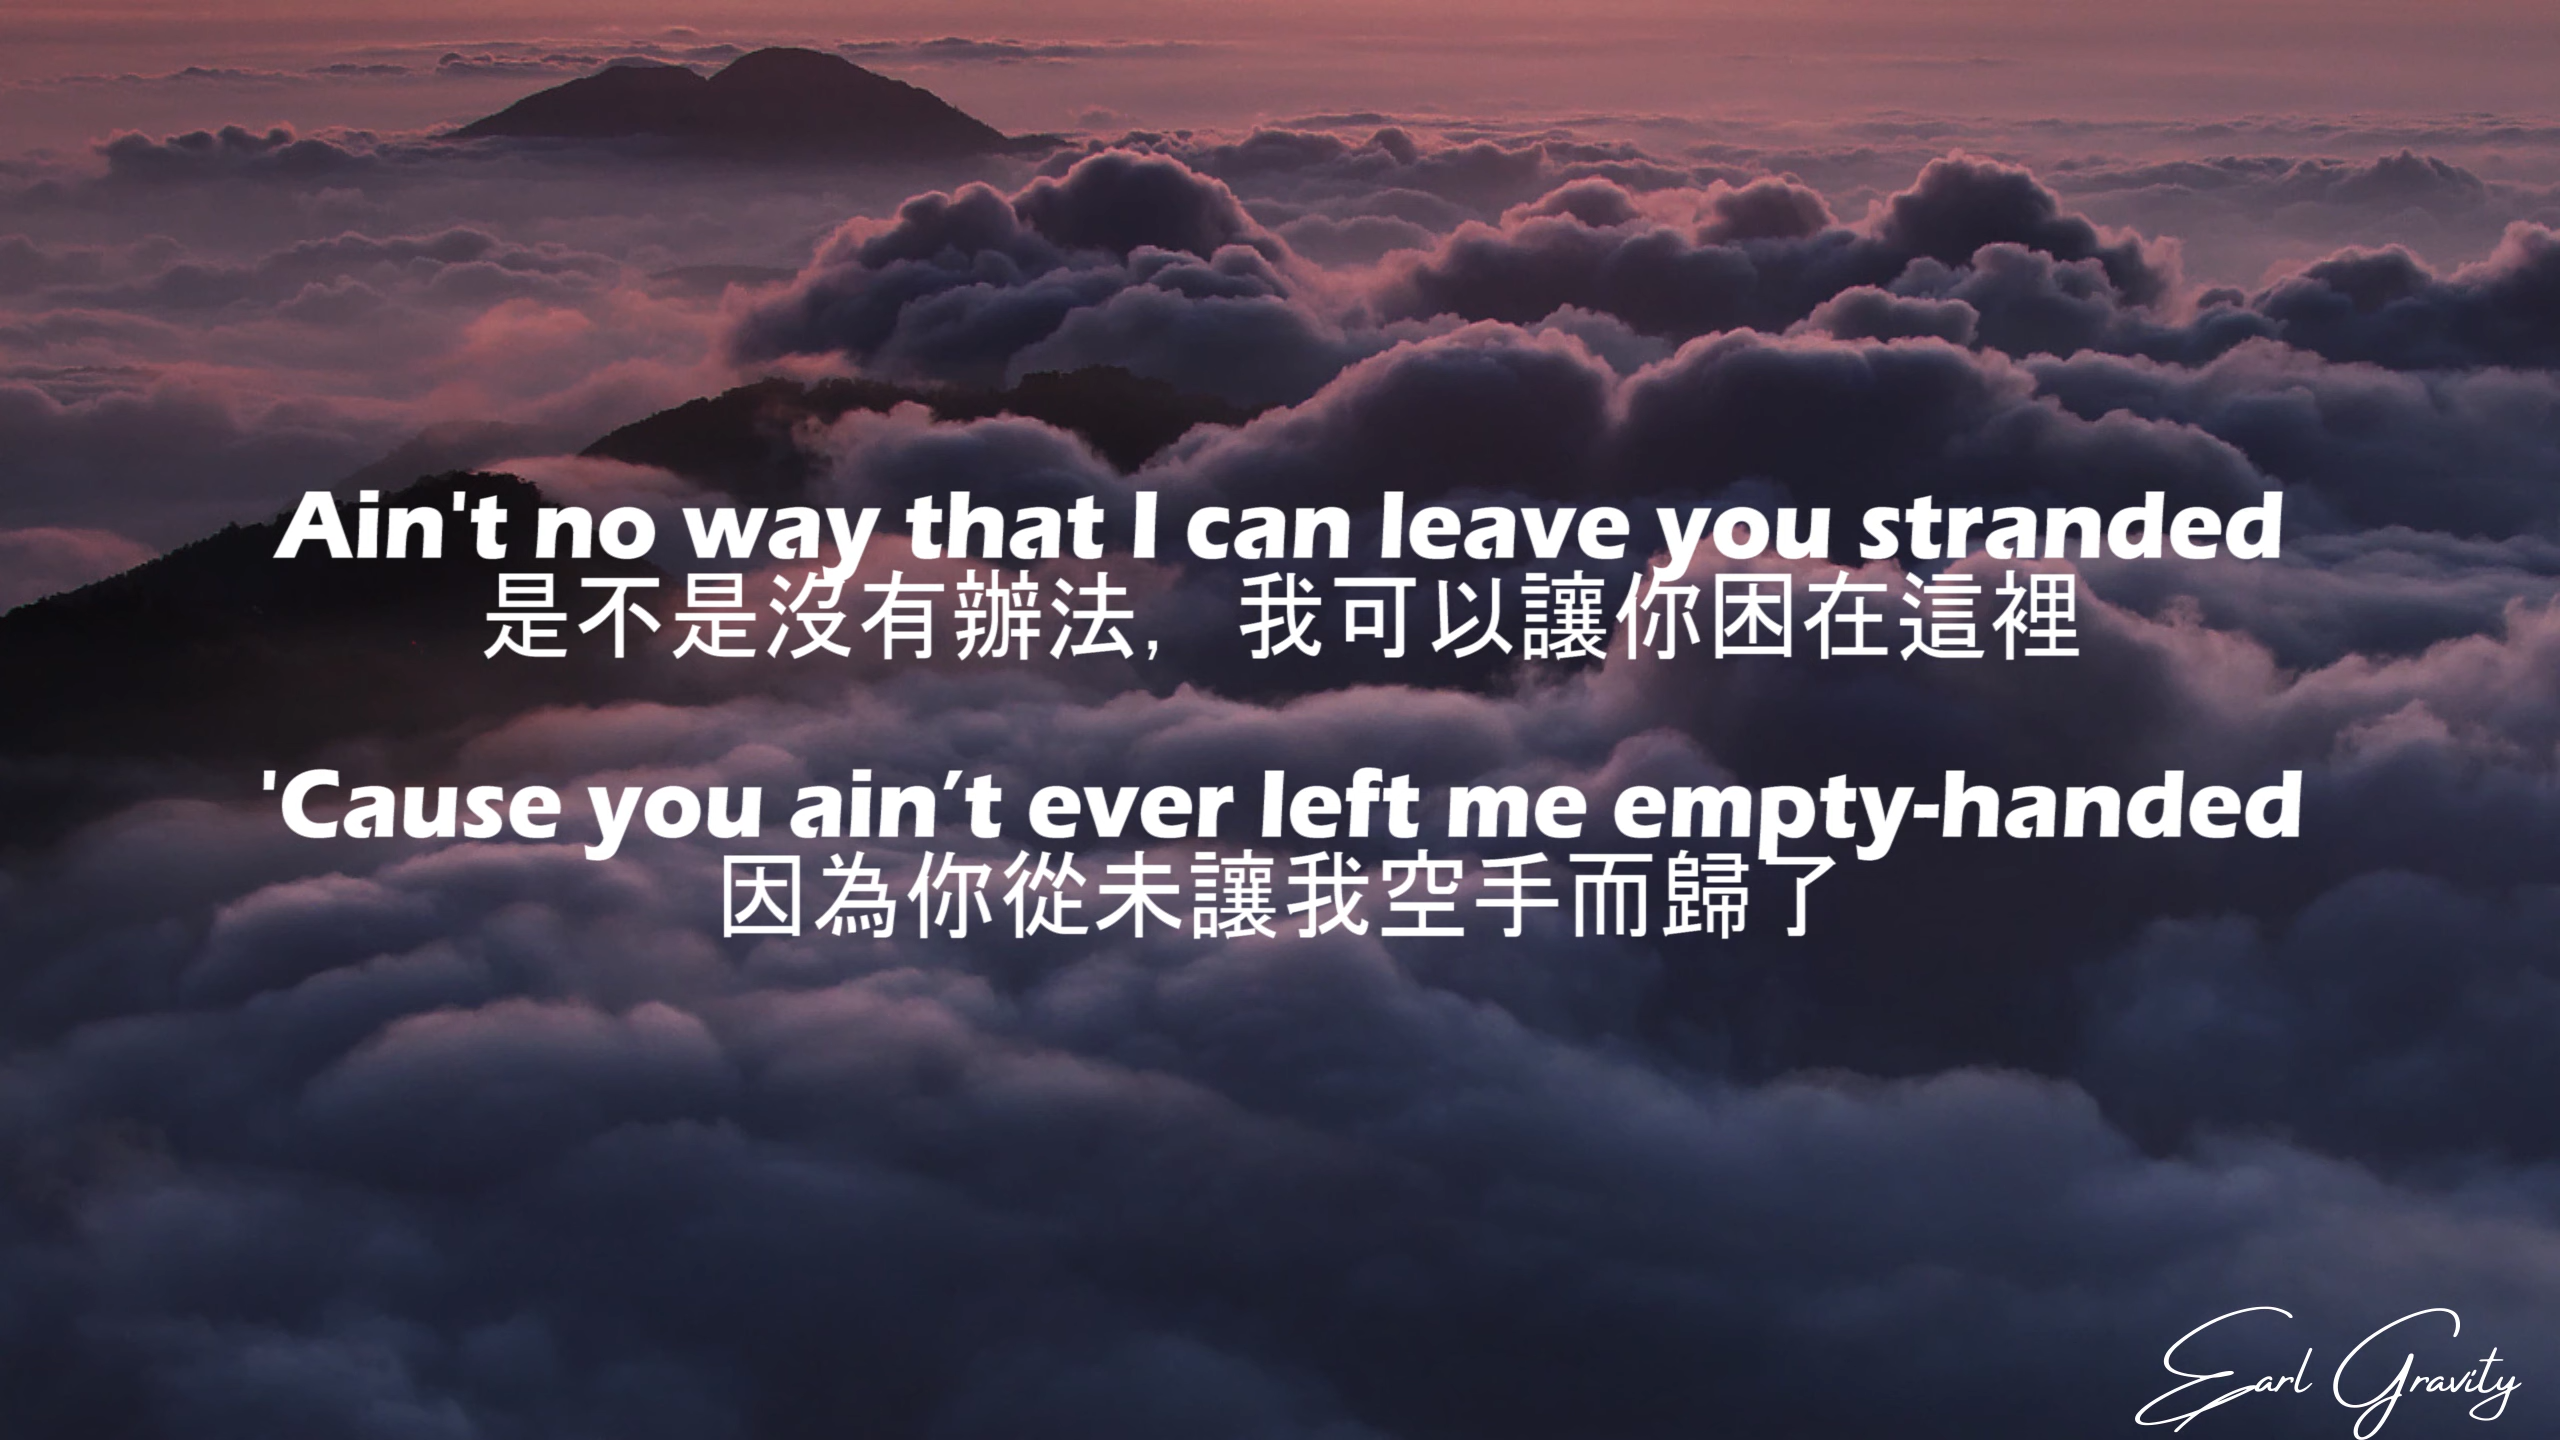 Ain't no way that I can leave you stranded
是不是沒有辦法，我可以讓你困在這裡
'Cause you ain’t ever left me empty-handed
因為你從未讓我空手而歸了
Earl Gravity